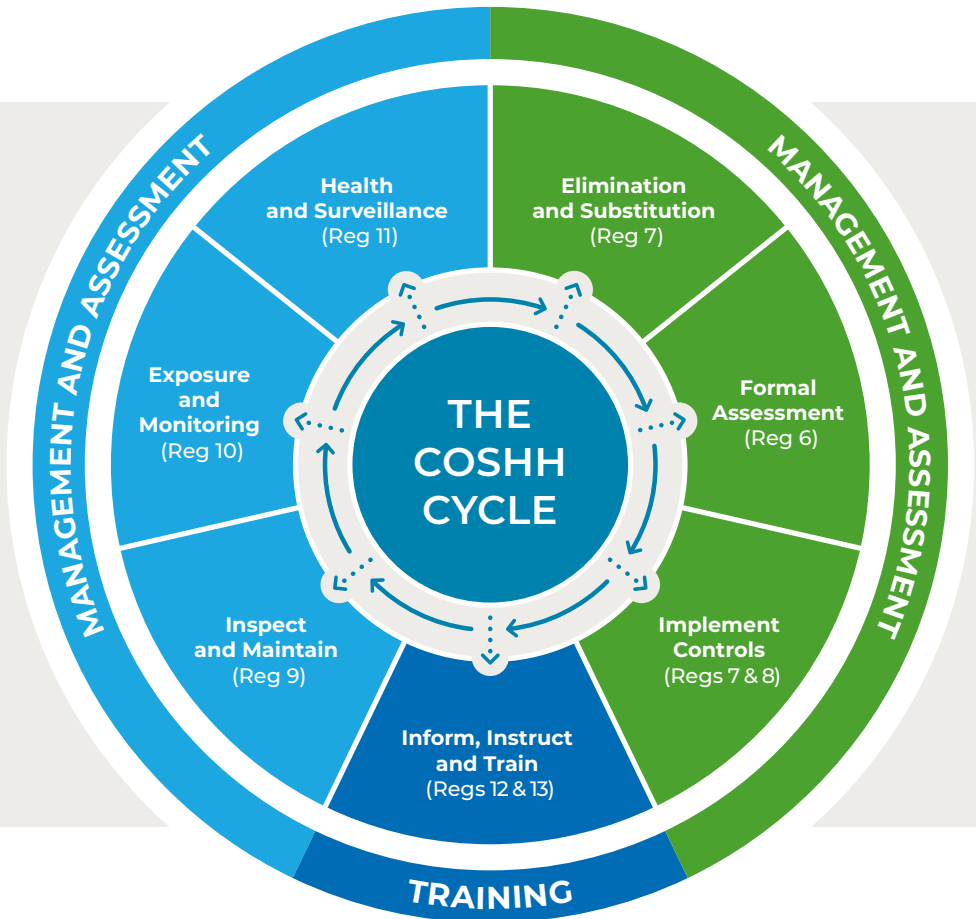 MANAGEMENT AND ASSESSMENT
MANAGEMENT AND ASSESSMENT
TRAINING
THE
COSHH
CYCLE
Elimination
and Substitution
(Reg 7)
Formal
Assessment
(Reg 6)
Implement
Controls
(Regs 7 & 8)
Inform, Instruct
and Train
(Regs 12 & 13)
Inspect
and Maintain
(Reg 9)
Exposure
and
Monitoring
(Reg 10)
Health
and Surveillance
(Reg 11)